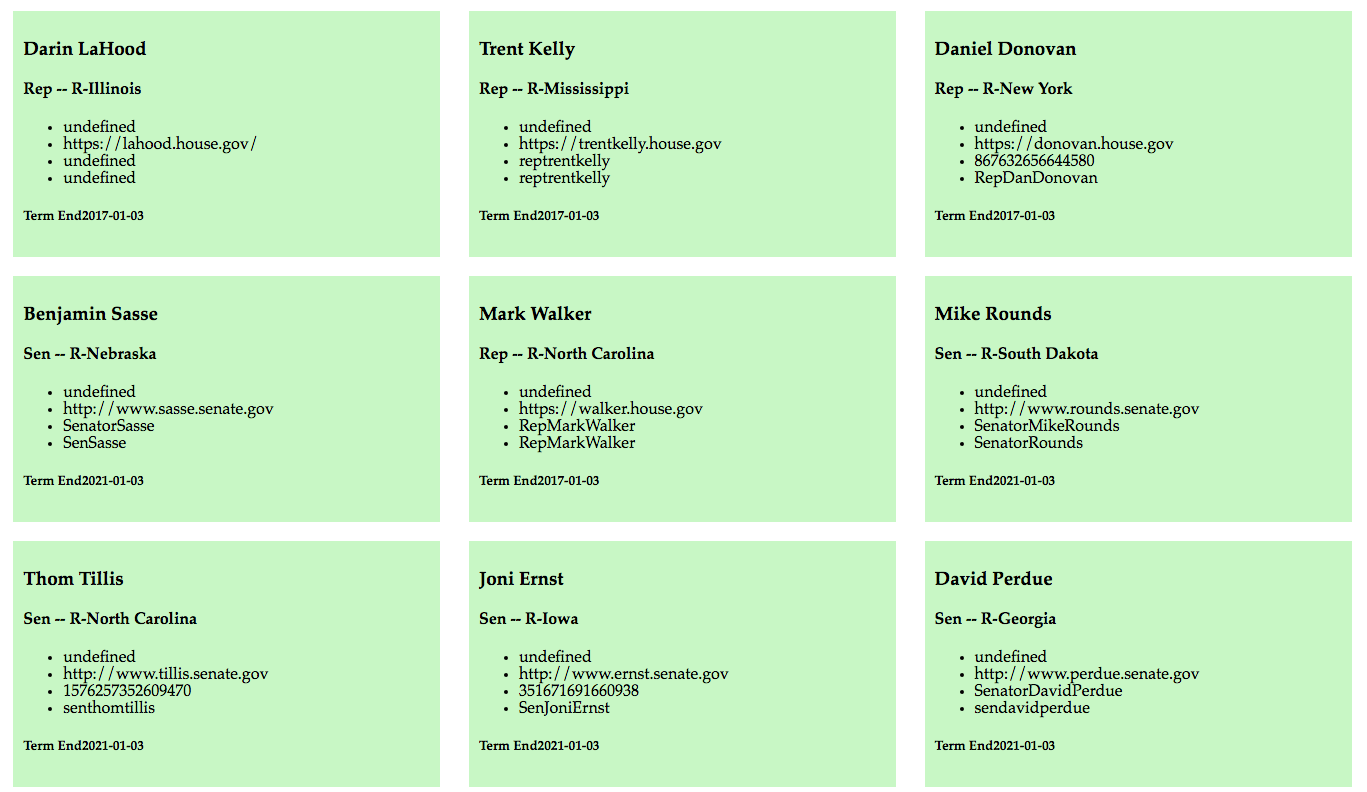 Darin LaHood
Rep -- R-Illinois
• undefined
• https://lahood.house.gov/
• undefined
• undefined
Term End2017-01-03
Trent Kelly
Rep -- R-Mississippi
• undefined
• https://trentkelly.house.gov
• reptrentkelly
• reptrentkelly
Term End2017-01-03
Daniel Donovan
Rep -- R-New York
• undefined
• https://donovan.house.gov
• 867632656644580
• RepDanDonovan
Term End2017-01-03
Benjamin Sasse
Sen -- R-Nebraska
• undefined
• http://www.sasse.senate.gov
• SenatorSasse
• SenSasse
Term End2021-01-03
Mark Walker
Rep -- R-North Carolina
• undefined
• https://walker.house.gov
• RepMarkWalker
• RepMarkWalker
Term End2017-01-03
Mike Rounds
Sen -- R-South Dakota
• undefined
• http://www.rounds.senate.gov
• SenatorMikeRounds
• SenatorRounds
Term End2021-01-03
Thom Tillis
Sen -- R-North Carolina
• undefined
• http://www.tillis.senate.gov
• 1576257352609470
• senthomtillis
Term End2021-01-03
Joni Ernst
Sen -- R-Iowa
• undefined
• http://www.ernst.senate.gov
• 351671691660938
• SenJoniErnst
Term End2021-01-03
David Perdue
Sen -- R-Georgia
• undefined
• http://www.perdue.senate.gov
• SenatorDavidPerdue
• sendavidperdue
Term End2021-01-03